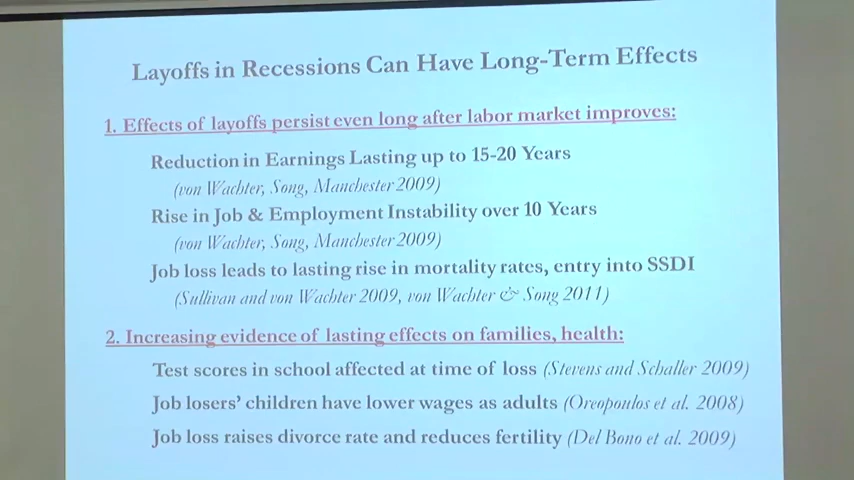 Layoffs in Recessions Can Have Long-Term Effects
1. Effects of layoffs persist even long after labor market improves:
Reduction in Earnings Lasting up to 15-20 Years
(von Wachter, Song, Manchester 2009)
Rise in Job & Employment Instability over 10 Years
(von Wachter, Song, Manchester 2009)
Job loss leads to lasting rise in mortality rates, entry into SSDI
(Sullivan and von Wachter 2009, von Wachter & Song 2011)
2. Increasing evidence of lasting effects on families, health:
Test scores in school affected at time of loss (Stevens and Schaller 2009)
Job losers' children have lower wages as adults (Oreopoulos et al. 2008)
Job loss raises divorce rate and reduces fertility (Del Bono et al. 2009)